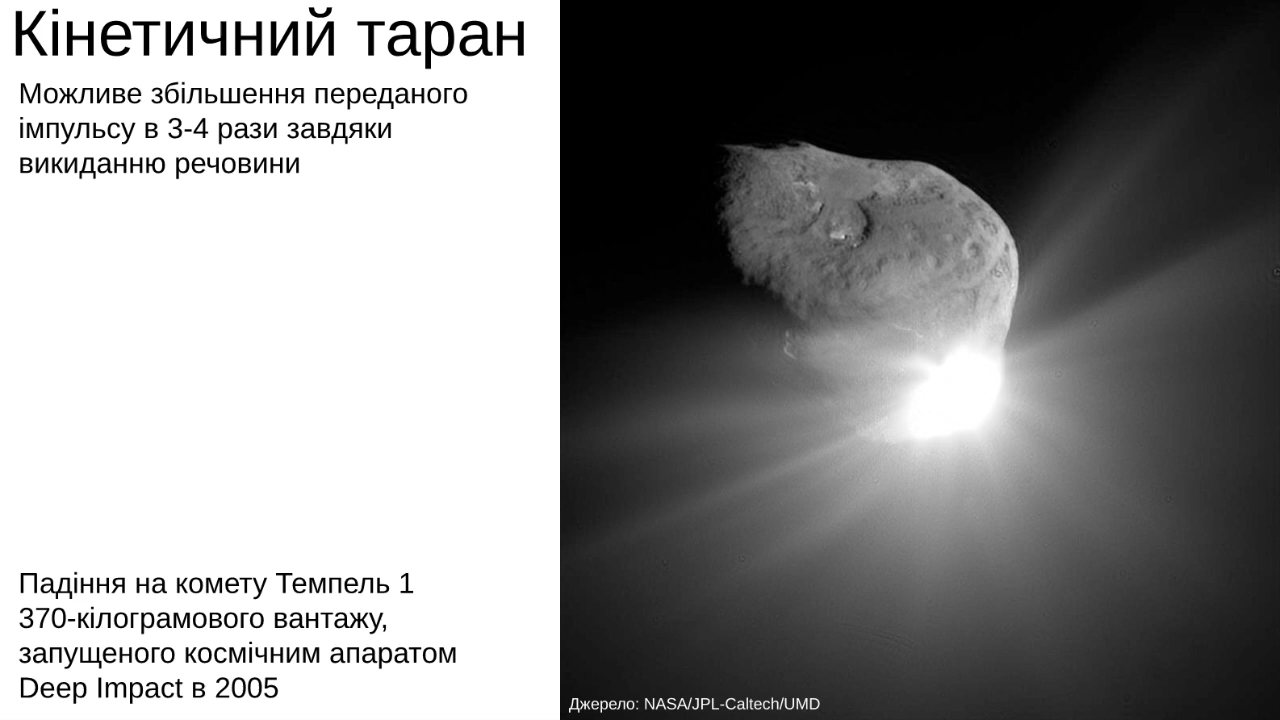 Кінетичний таран
Можливе збільшення переданого
імпульсу в 3-4 рази завдяки
викиданню речовини
Падіння на комету Темпель 1
370-кілограмового вантажу,
запущеного космічним апаратом
Deep Impact в 2005
Джерело: NASA/JPL-Caltech/UMD